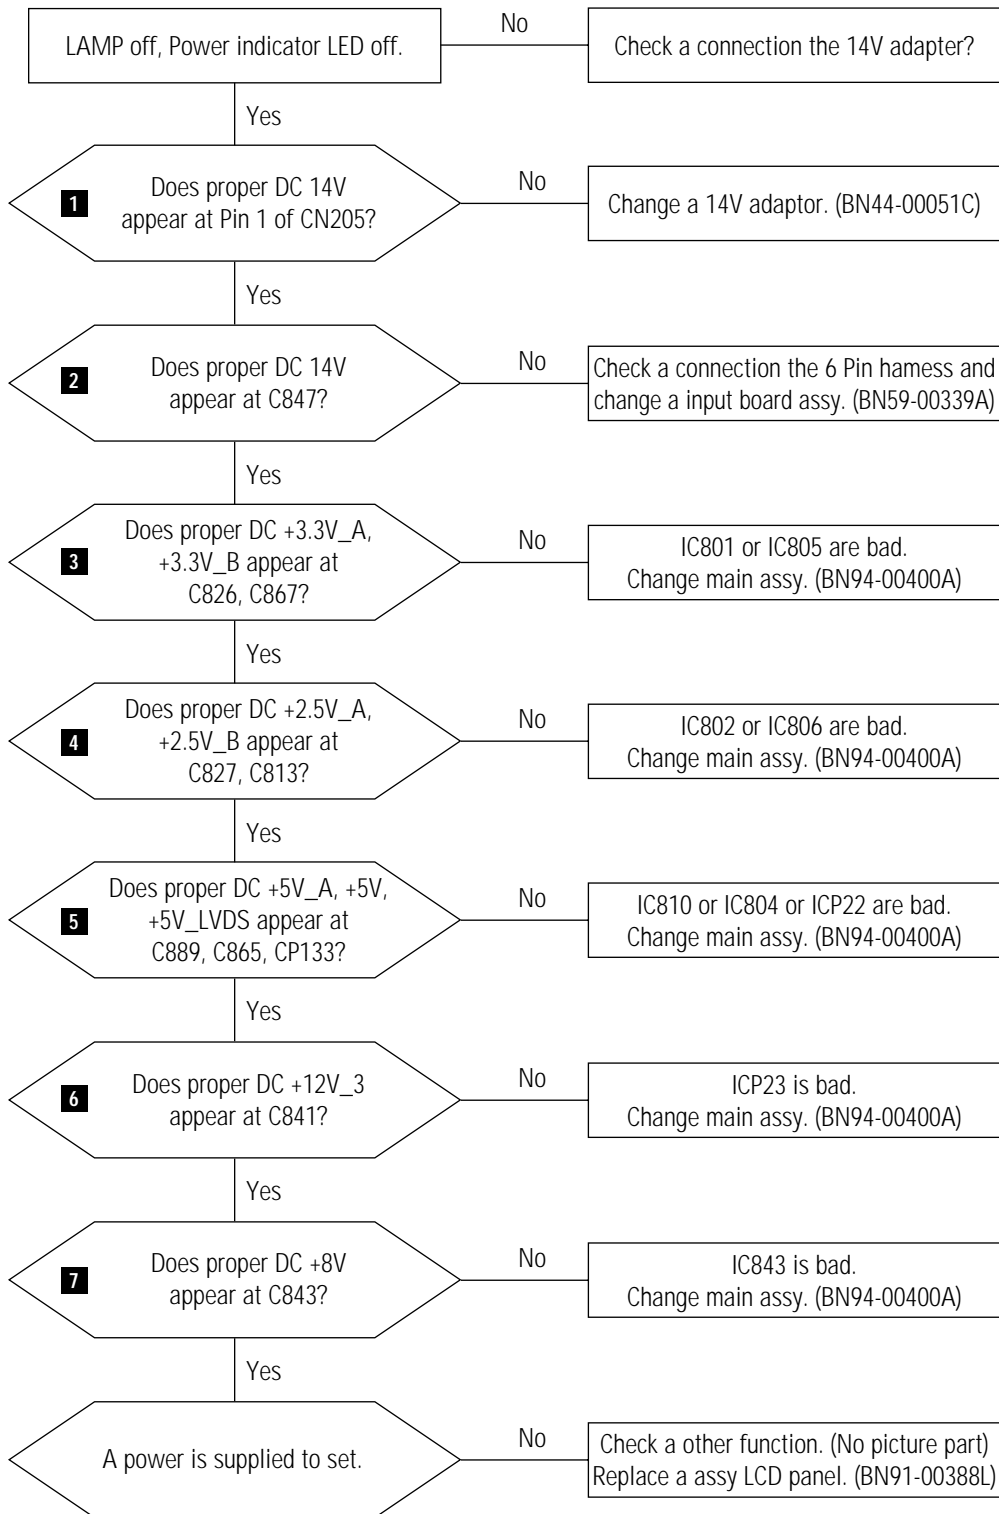 LAMP off, Power indicator LED off.
No
Check a connection the 14V adapter?
Yes
1
Does proper DC 14V
appear at Pin 1 of CN205?
No
Change a 14V adaptor. (BN44-00051C)
Yes
2
Does proper DC 14V
appear at C847?
No
Check a connection the 6 Pin hamess and
change a input board assy. (BN59-00339A)
Yes
3
Does proper DC +3.3V_A,
+3.3V_B appear at
C826, C867?
No
IC801 or IC805 are bad.
Change main assy. (BN94-00400A)
Yes
4
Does proper DC +2.5V_A,
+2.5V_B appear at
C827, C813?
No
IC802 or IC806 are bad.
Change main assy. (BN94-00400A)
Yes
5
Does proper DC +5V_A, +5V,
+5V_LVDS appear at
C889, C865, CP133?
No
IC810 or IC804 or ICP22 are bad.
Change main assy. (BN94-00400A)
Yes
6
Does proper DC +12V_3
appear at C841?
No
ICP23 is bad.
Change main assy. (BN94-00400A)
Yes
7
Does proper DC +8V
appear at C843?
No
IC843 is bad.
Change main assy. (BN94-00400A)
Yes
A power is supplied to set.
No
Check a other function. (No picture part)
Replace a assy LCD panel. (BN91-00388L)